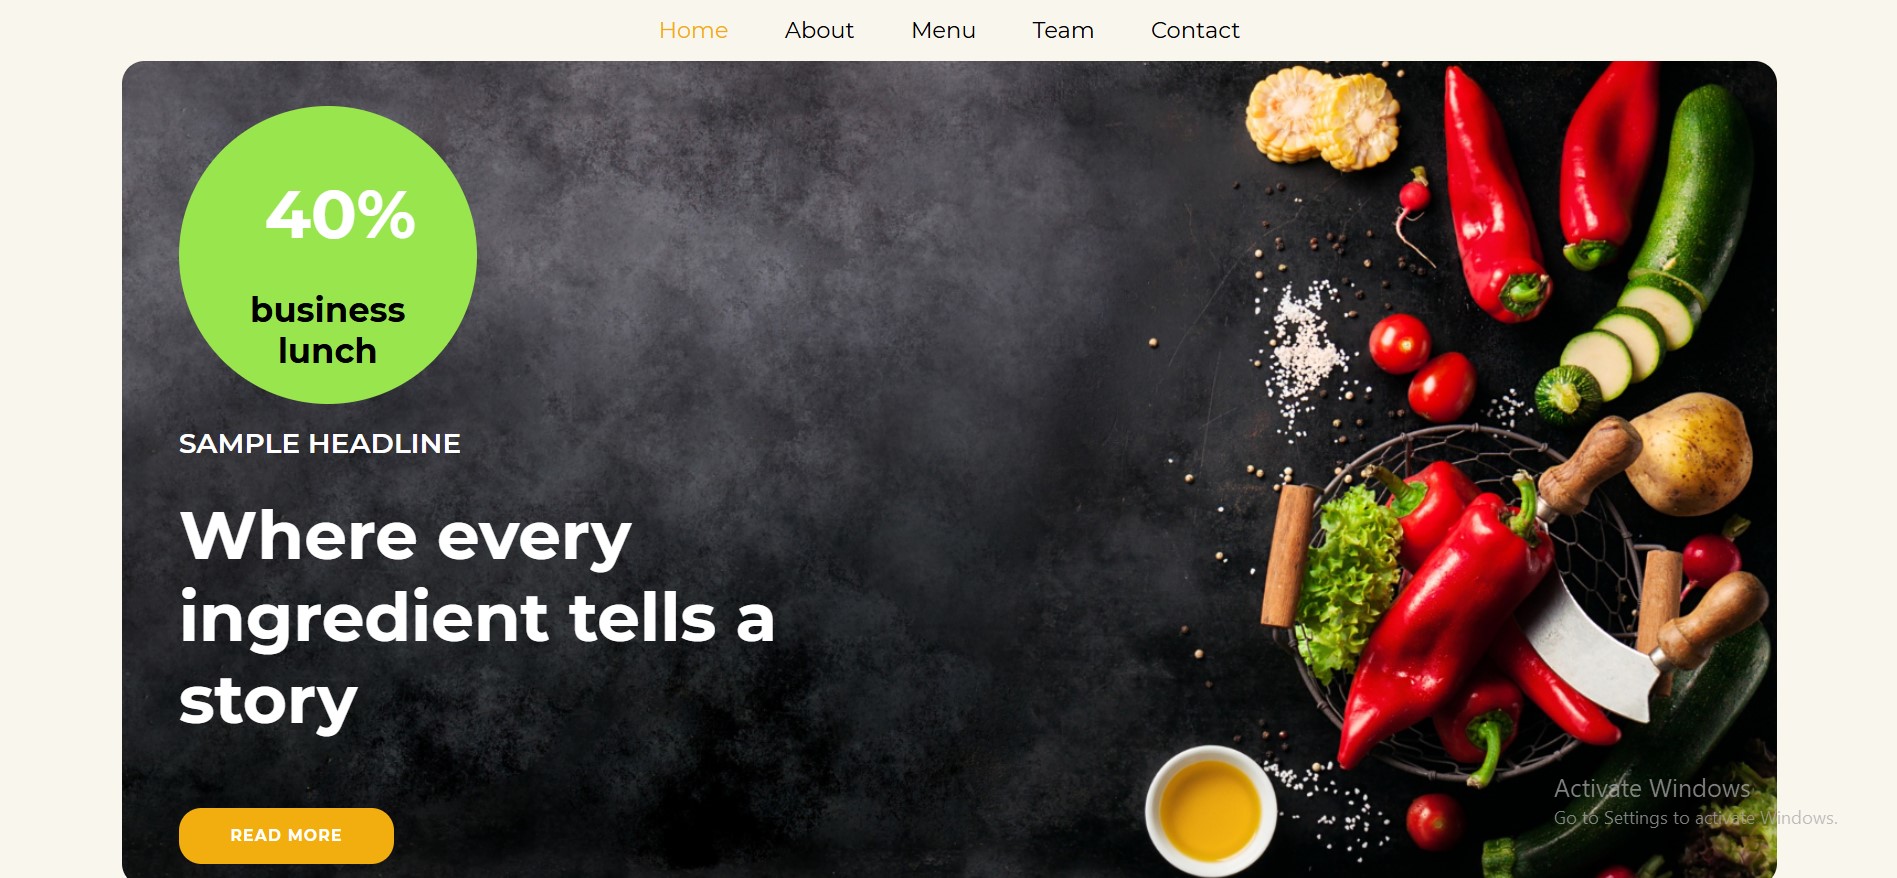 Home About Menu Team Contact
40%
business
lunch
SAMPLE HEADLINE
Where every
ingredient tells a
story
READ MORE
Activate Windows
Go to Settings to activate Windows.